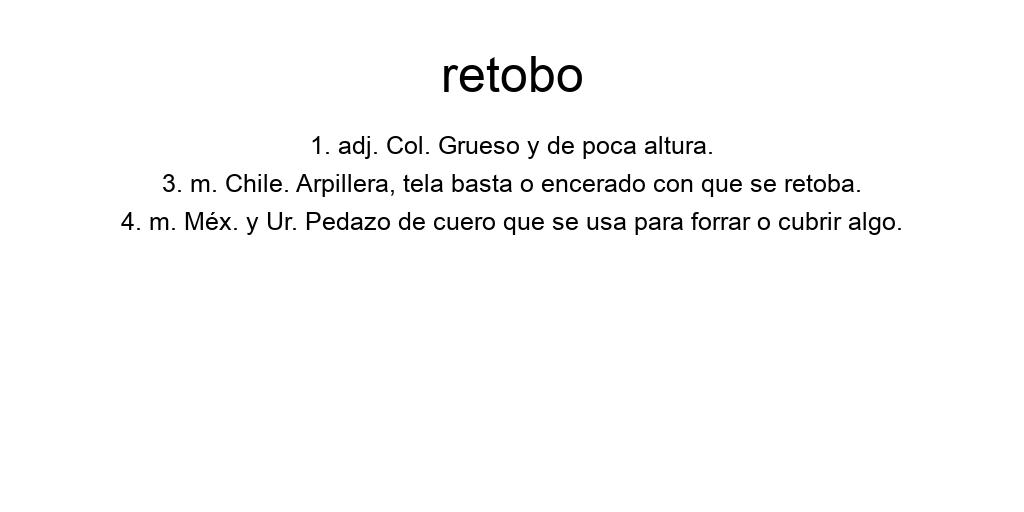 retobo
1. adj. Col. Grueso y de poca altura.
3. m. Chile. Arpillera, tela basta o encerado con que se retoba.
4. m. Méx. y Ur. Pedazo de cuero que se usa para forrar o cubrir algo.